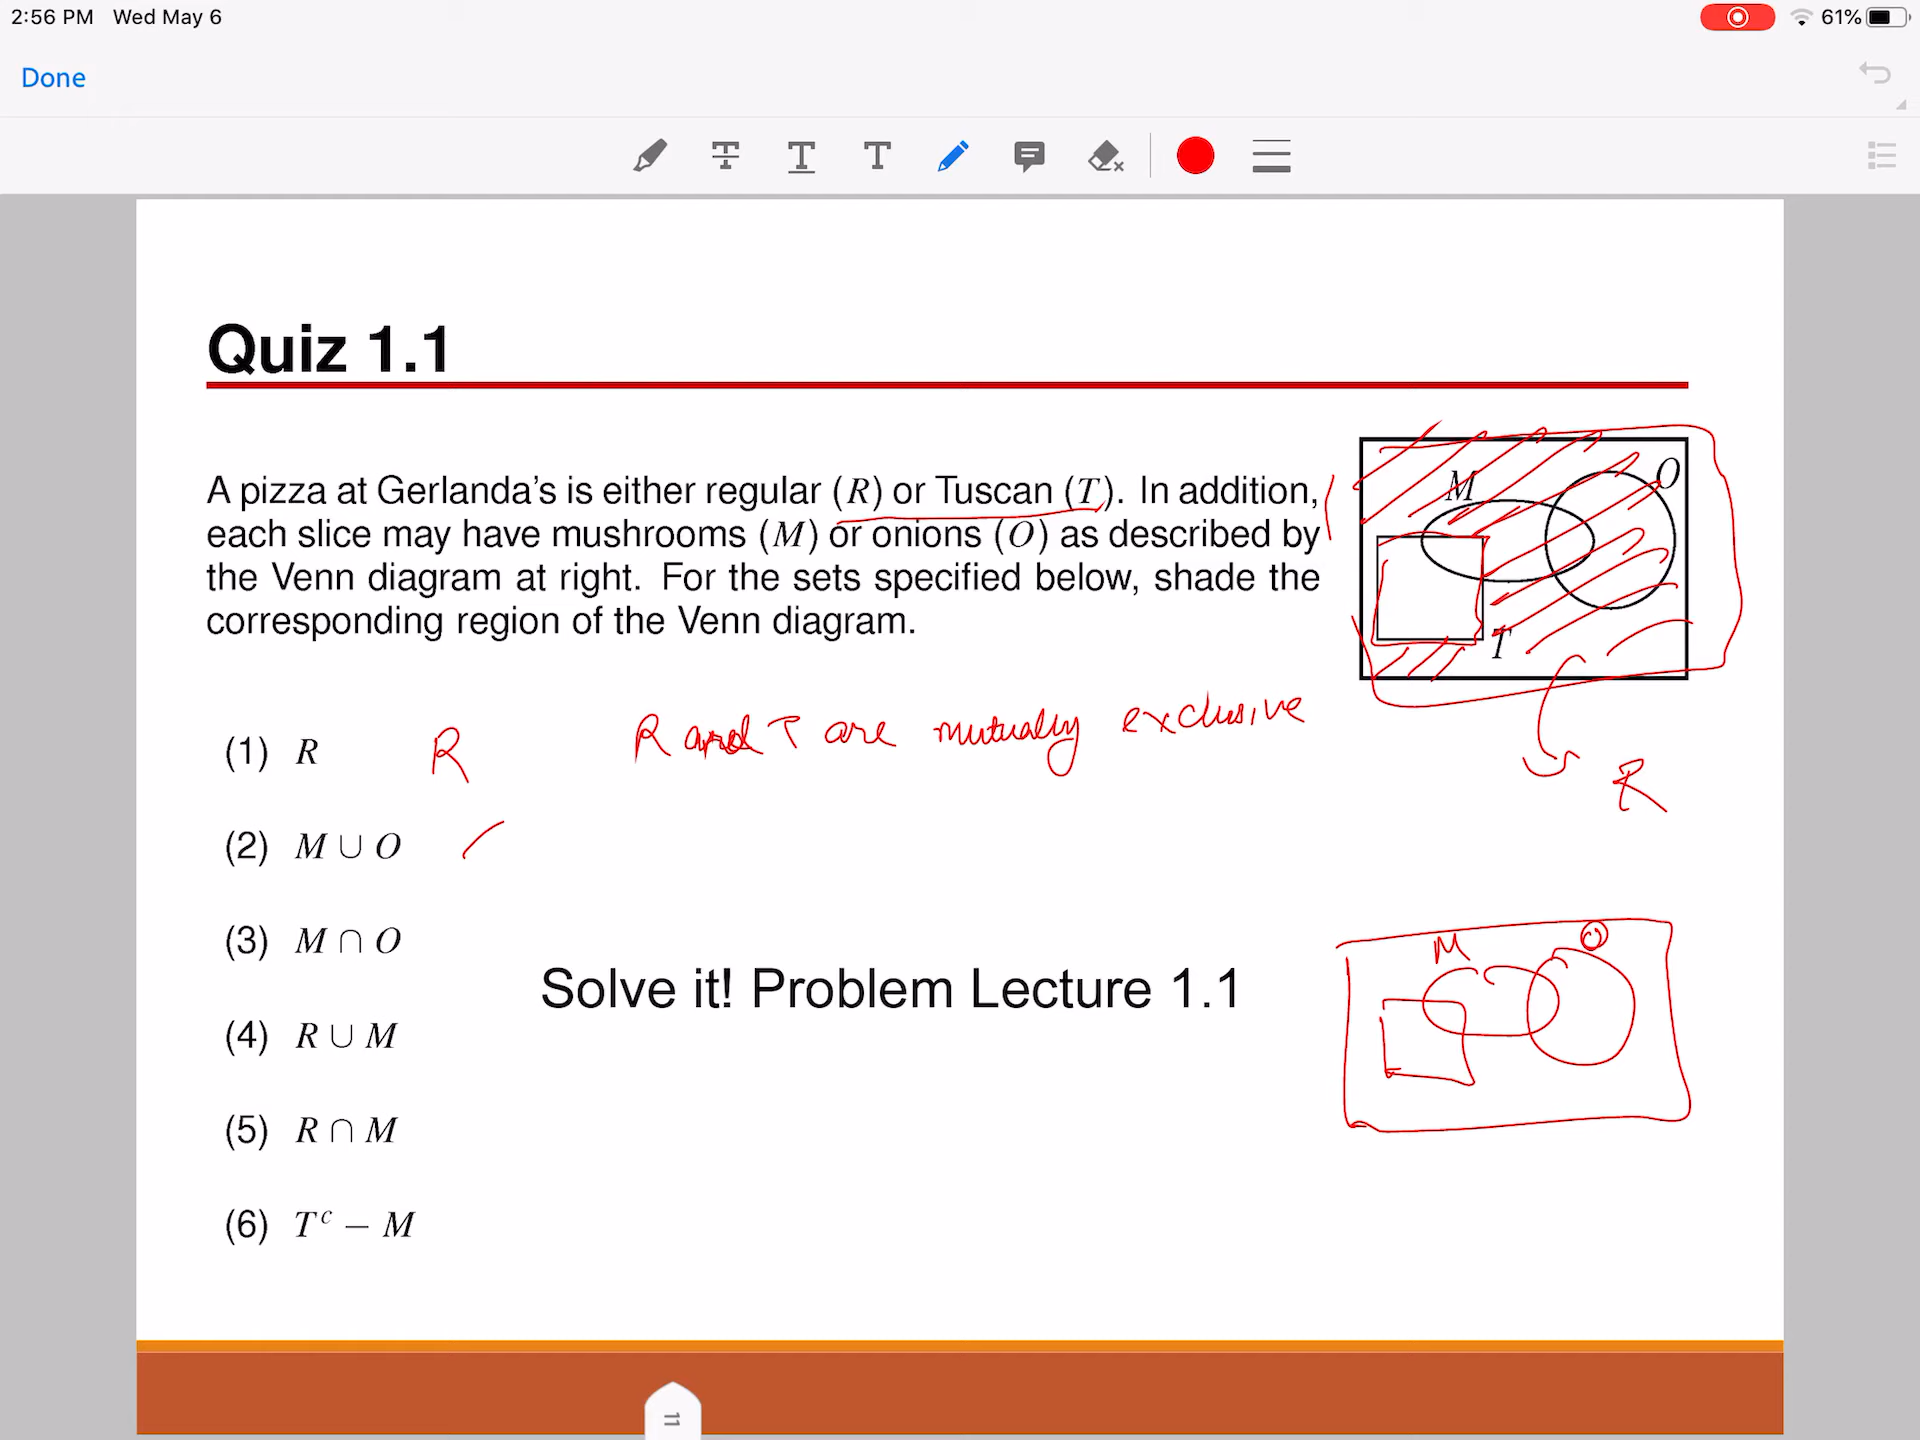 2:56 PM Wed May 6
61%
Done
T T T
Quiz 1.1
A pizza at Gerlanda's is either regular (R) or Tuscan (T). In addition,
each slice may have mushrooms (M) or onions (O) as described by
the Venn diagram at right. For the sets specified below, shade the
corresponding region of the Venn diagram.
M O
T
R
(1) R
R
R and T are mutually exclusive
(2) M ∪ O
(3) M ∩ O
Solve it! Problem Lecture 1.1
M O
(4) R ∪ M
(5) R ∩ M
(6) Tᶜ − M
11